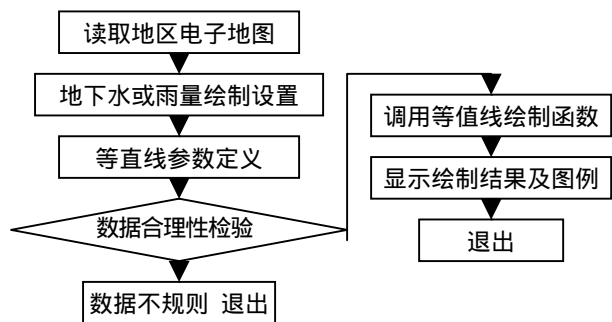 读取地区电子地图
地下水或雨量绘制设置
等直线参数定义
数据合理性检验
数据不规则 退出
调用等值线绘制函数
显示绘制结果及图例
退出